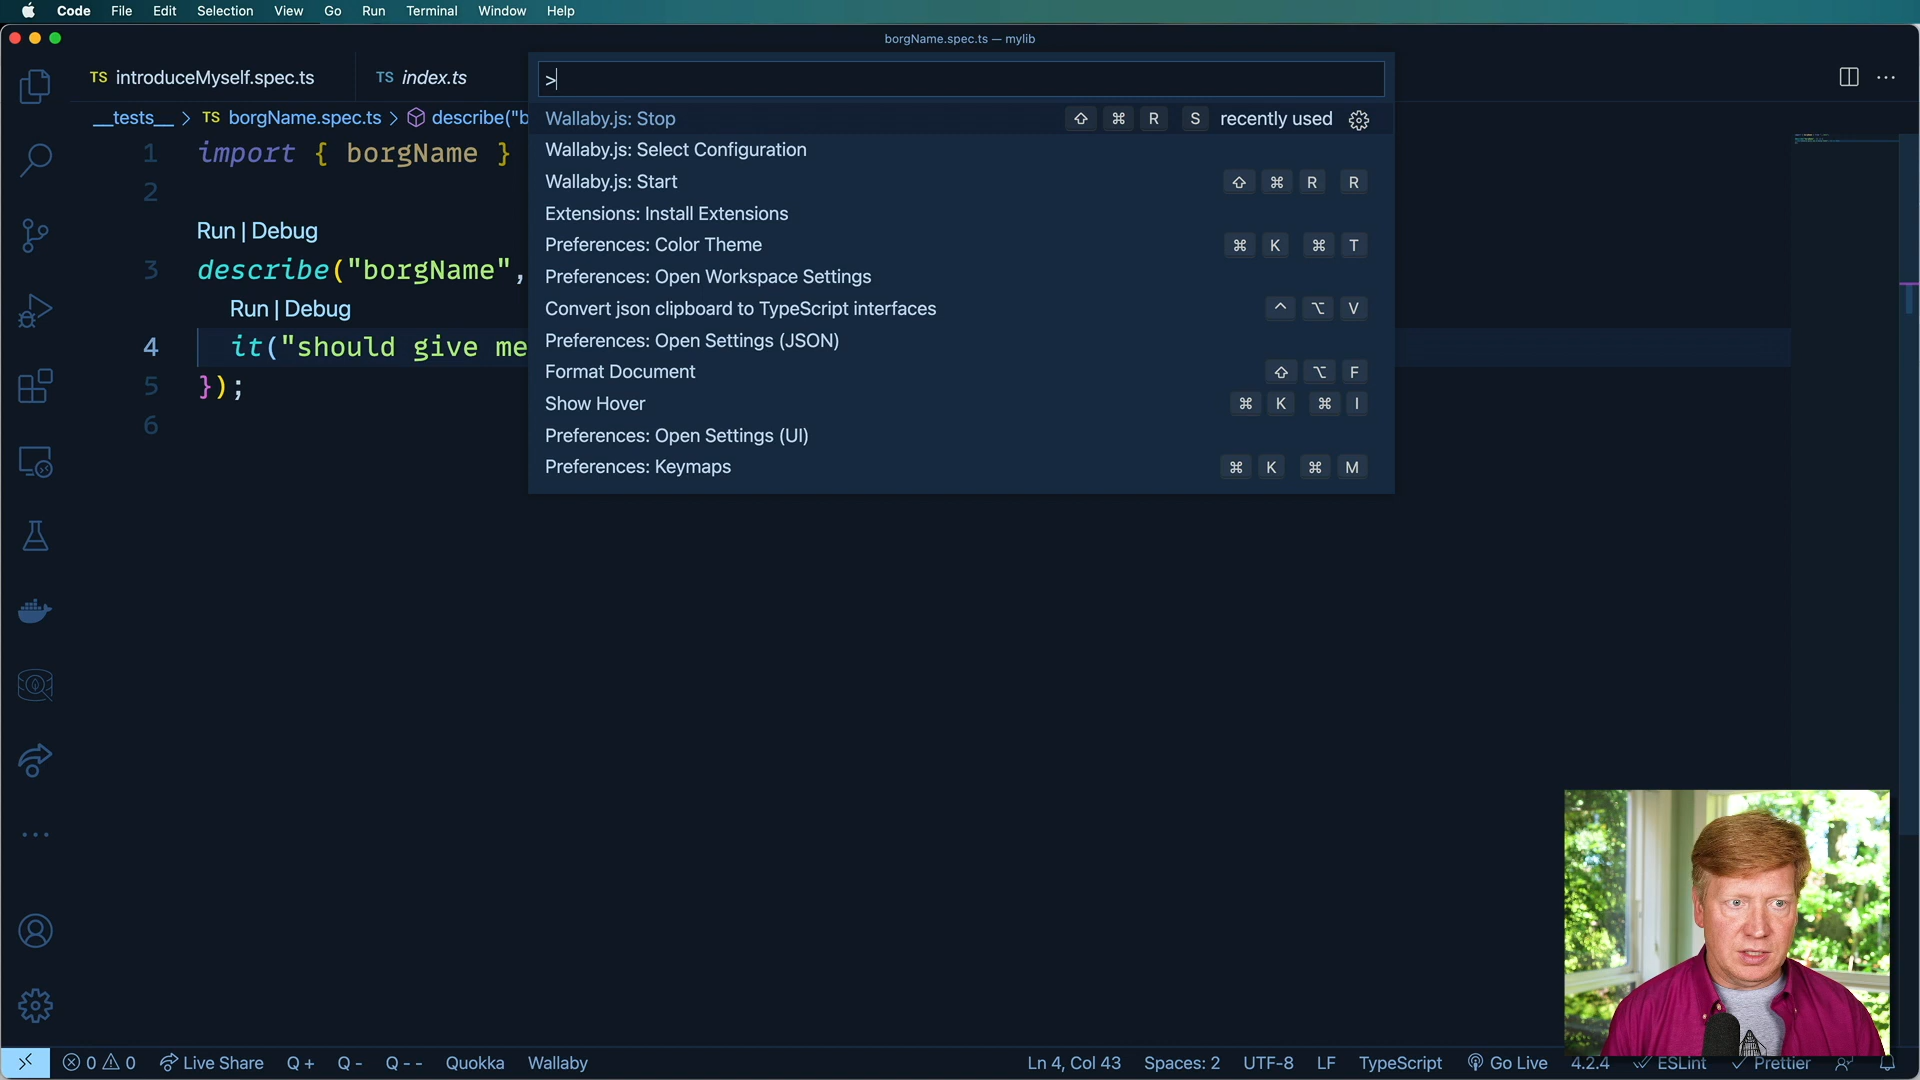 Code File Edit Selection View Go Run Terminal Window Help
borgName.spec.ts — mylib
TS introduceMyself.spec.ts TS index.ts
>
__tests__ > TS borgName.spec.ts > describe("b
Wallaby.js: Stop ⇧ ⌘ R S recently used
Wallaby.js: Select Configuration
Wallaby.js: Start ⇧ ⌘ R R
Extensions: Install Extensions
Preferences: Color Theme ⌘ K ⌘ T
Preferences: Open Workspace Settings
Convert json clipboard to TypeScript interfaces ^ ⌥ V
Preferences: Open Settings (JSON)
Format Document ⇧ ⌥ F
Show Hover ⌘ K ⌘ I
Preferences: Open Settings (UI)
Preferences: Keymaps ⌘ K ⌘ M
1 import { borgName }
2
Run | Debug
3 describe("borgName",
Run | Debug
4 it("should give me
5 });
6
0 0 Live Share Q + Q - Q - - Quokka Wallaby Ln 4, Col 43 Spaces: 2 UTF-8 LF TypeScript Go Live 4.2.4 ESLint Prettier